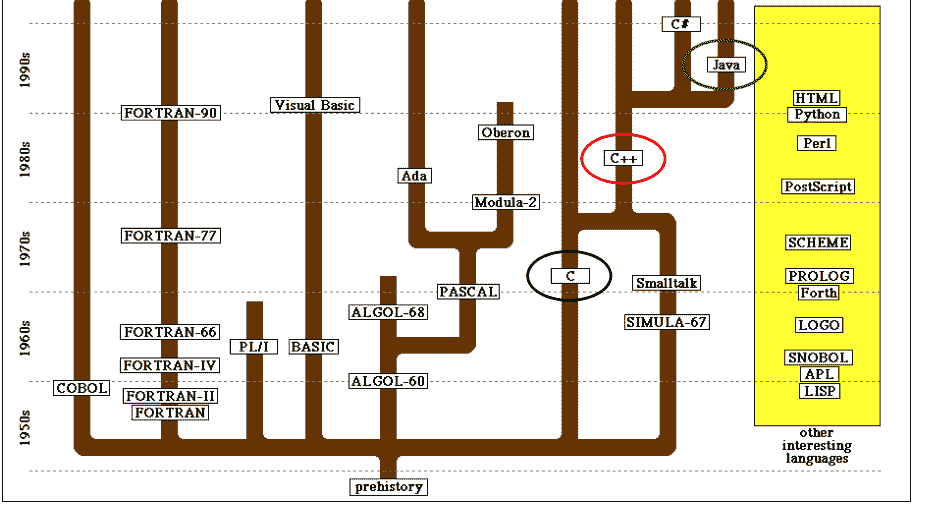 C#
1990s
Java
HTML
Visual Basic
FORTRAN-90
Python
Oberon
Perl
1980s
C++
Ada
PostScript
Modula-2
FORTRAN-77
SCHEME
1970s
C
PROLOG
Smalltalk
PASCAL
Forth
ALGOL-68
SIMULA-67
LOGO
FORTRAN-66
1960s
PL/I
BASIC
SNOBOL
FORTRAN-IV
APL
ALGOL-60
COBOL
LISP
FORTRAN-II
FORTRAN
1950s
other
interesting
languages
prehistory